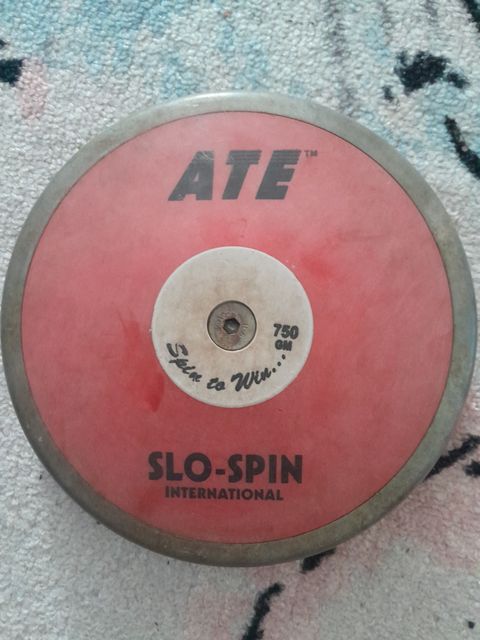 ATE™
750
GM
Spin to Win...
SLO-SPIN
INTERNATIONAL